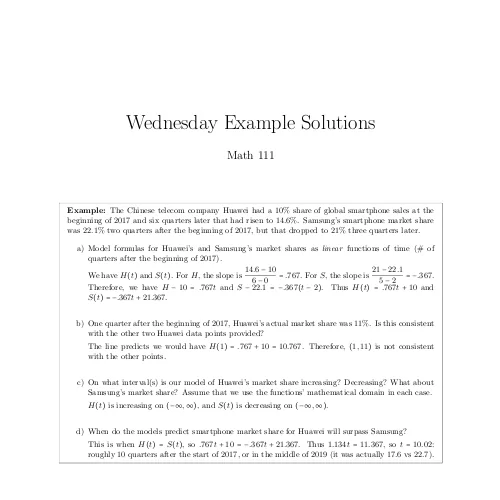 Wednesday Example Solutions
Math 111
Example: The Chinese telecom company Huawei had a 10% share of global smartphone sales at the
beginning of 2017 and six quarters later that had risen to 14.6%. Samsung's smartphone market share
was 22.1% two quarters after the beginning of 2017, but that dropped to 21% three quarters later.
a) Model formulas for Huawei's and Samsung's market shares as linear functions of time (# of
quarters after the beginning of 2017).
We have H(t) and S(t). For H, the slope is (14.6 − 10)/(6 − 0) = .767. For S, the slope is (21 − 22.1)/(5 − 2) = −.367.
Therefore, we have H − 10 = .767t and S − 22.1 = −.367(t − 2). Thus H(t) = .767t + 10 and
S(t) = −.367t + 21.367.
b) One quarter after the beginning of 2017, Huawei's actual market share was 11%. Is this consistent
with the other two Huawei data points provided?
The line predicts we would have H(1) = .767 + 10 = 10.767. Therefore, (1, 11) is not consistent
with the other points.
c) On what interval(s) is our model of Huawei's market share increasing? Decreasing? What about
Samsung's market share? Assume that we use the functions' mathematical domain in each case.
H(t) is increasing on (−∞, ∞), and S(t) is decreasing on (−∞, ∞).
d) When do the models predict smartphone market share for Huawei will surpass Samsung?
This is when H(t) = S(t), so .767t + 10 = −.367t + 21.367. Thus 1.134t = 11.367, so t = 10.02;
roughly 10 quarters after the start of 2017, or in the middle of 2019 (it was actually 17.6 vs 22.7).